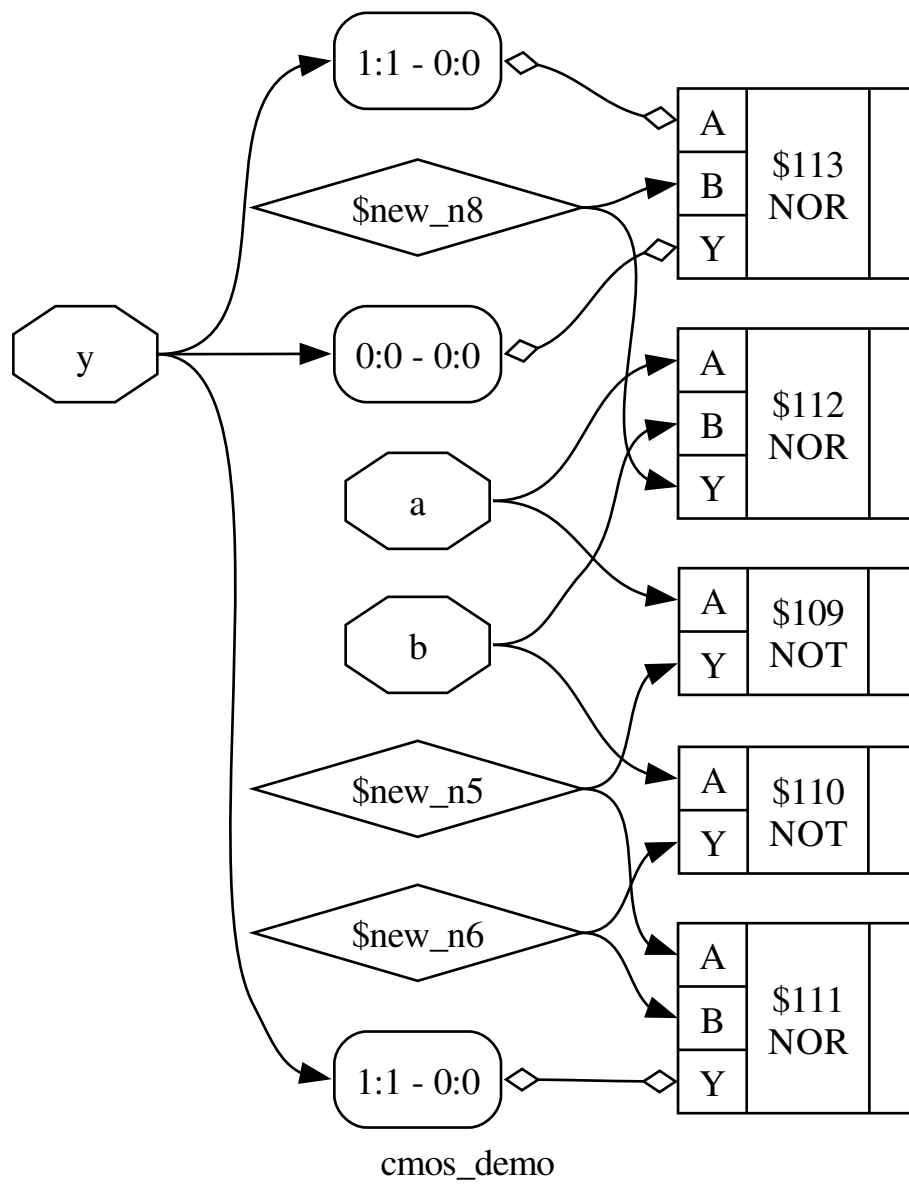 1:1 - 0:0
A
$113
NOR
B
$new_n8
Y
y
0:0 - 0:0
A
$112
NOR
B
Y
a
A
$109
NOT
b
Y
$new_n5
A
$110
NOT
Y
$new_n6
A
$111
NOR
B
Y
1:1 - 0:0
cmos_demo